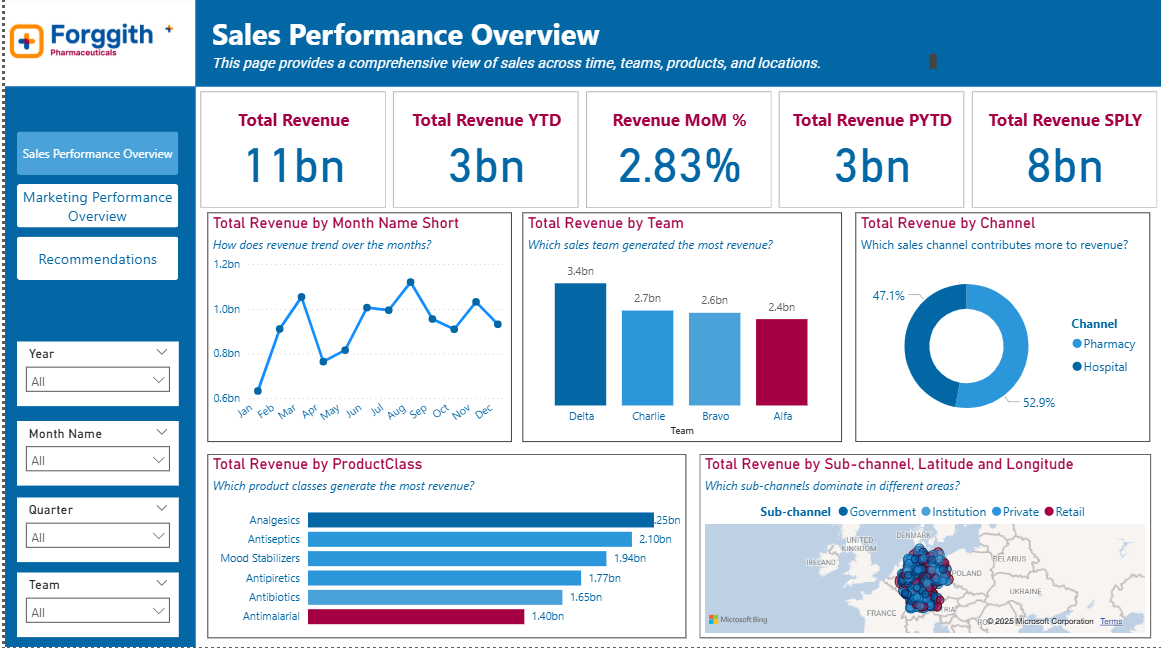 Forggith
Pharmaceuticals
Sales Performance Overview
This page provides a comprehensive view of sales across time, teams, products, and locations.
Sales Performance Overview
Marketing Performance
Overview
Recommendations
Year
All
Month Name
All
Quarter
All
Team
All
Total Revenue
11bn
Total Revenue YTD
3bn
Revenue MoM %
2.83%
Total Revenue PYTD
3bn
Total Revenue SPLY
8bn
Total Revenue by Month Name Short
How does revenue trend over the months?
1.2bn
1.0bn
0.8bn
0.6bn
Jan Feb Mar Apr May Jun Jul Aug Sep Oct Nov Dec
Total Revenue by Team
Which sales team generated the most revenue?
3.4bn
2.7bn
2.6bn
2.4bn
Delta Charlie Bravo Alfa
Team
Total Revenue by Channel
Which sales channel contributes more to revenue?
47.1%
52.9%
Channel
Pharmacy
Hospital
Total Revenue by ProductClass
Which product classes generate the most revenue?
Analgesics .25bn
Antiseptics 2.10bn
Mood Stabilizers 1.94bn
Antipiretics 1.77bn
Antibiotics 1.65bn
Antimalarial 1.40bn
Total Revenue by Sub-channel, Latitude and Longitude
Which sub-channels dominate in different areas?
Sub-channel Government Institution Private Retail
DENMARK
UNITED
KINGDOM
IRELAND
BELARUS
POLAND
UKRAINE
FRANCE
Microsoft Bing
© 2025 Microsoft Corporation Terms